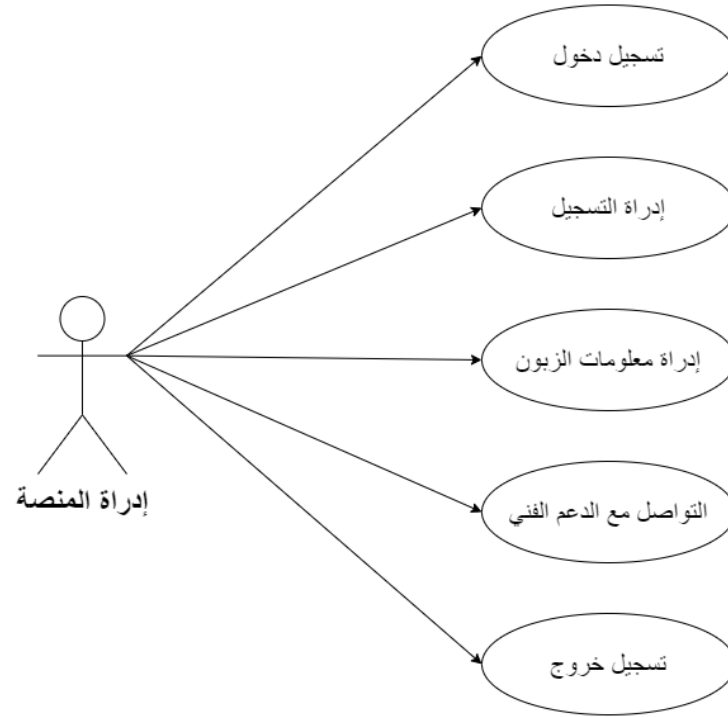 تسجيل دخول
إدراة التسجيل
إدراة معلومات الزبون
إدراة المنصة
التواصل مع الدعم الفني
تسجيل خروج